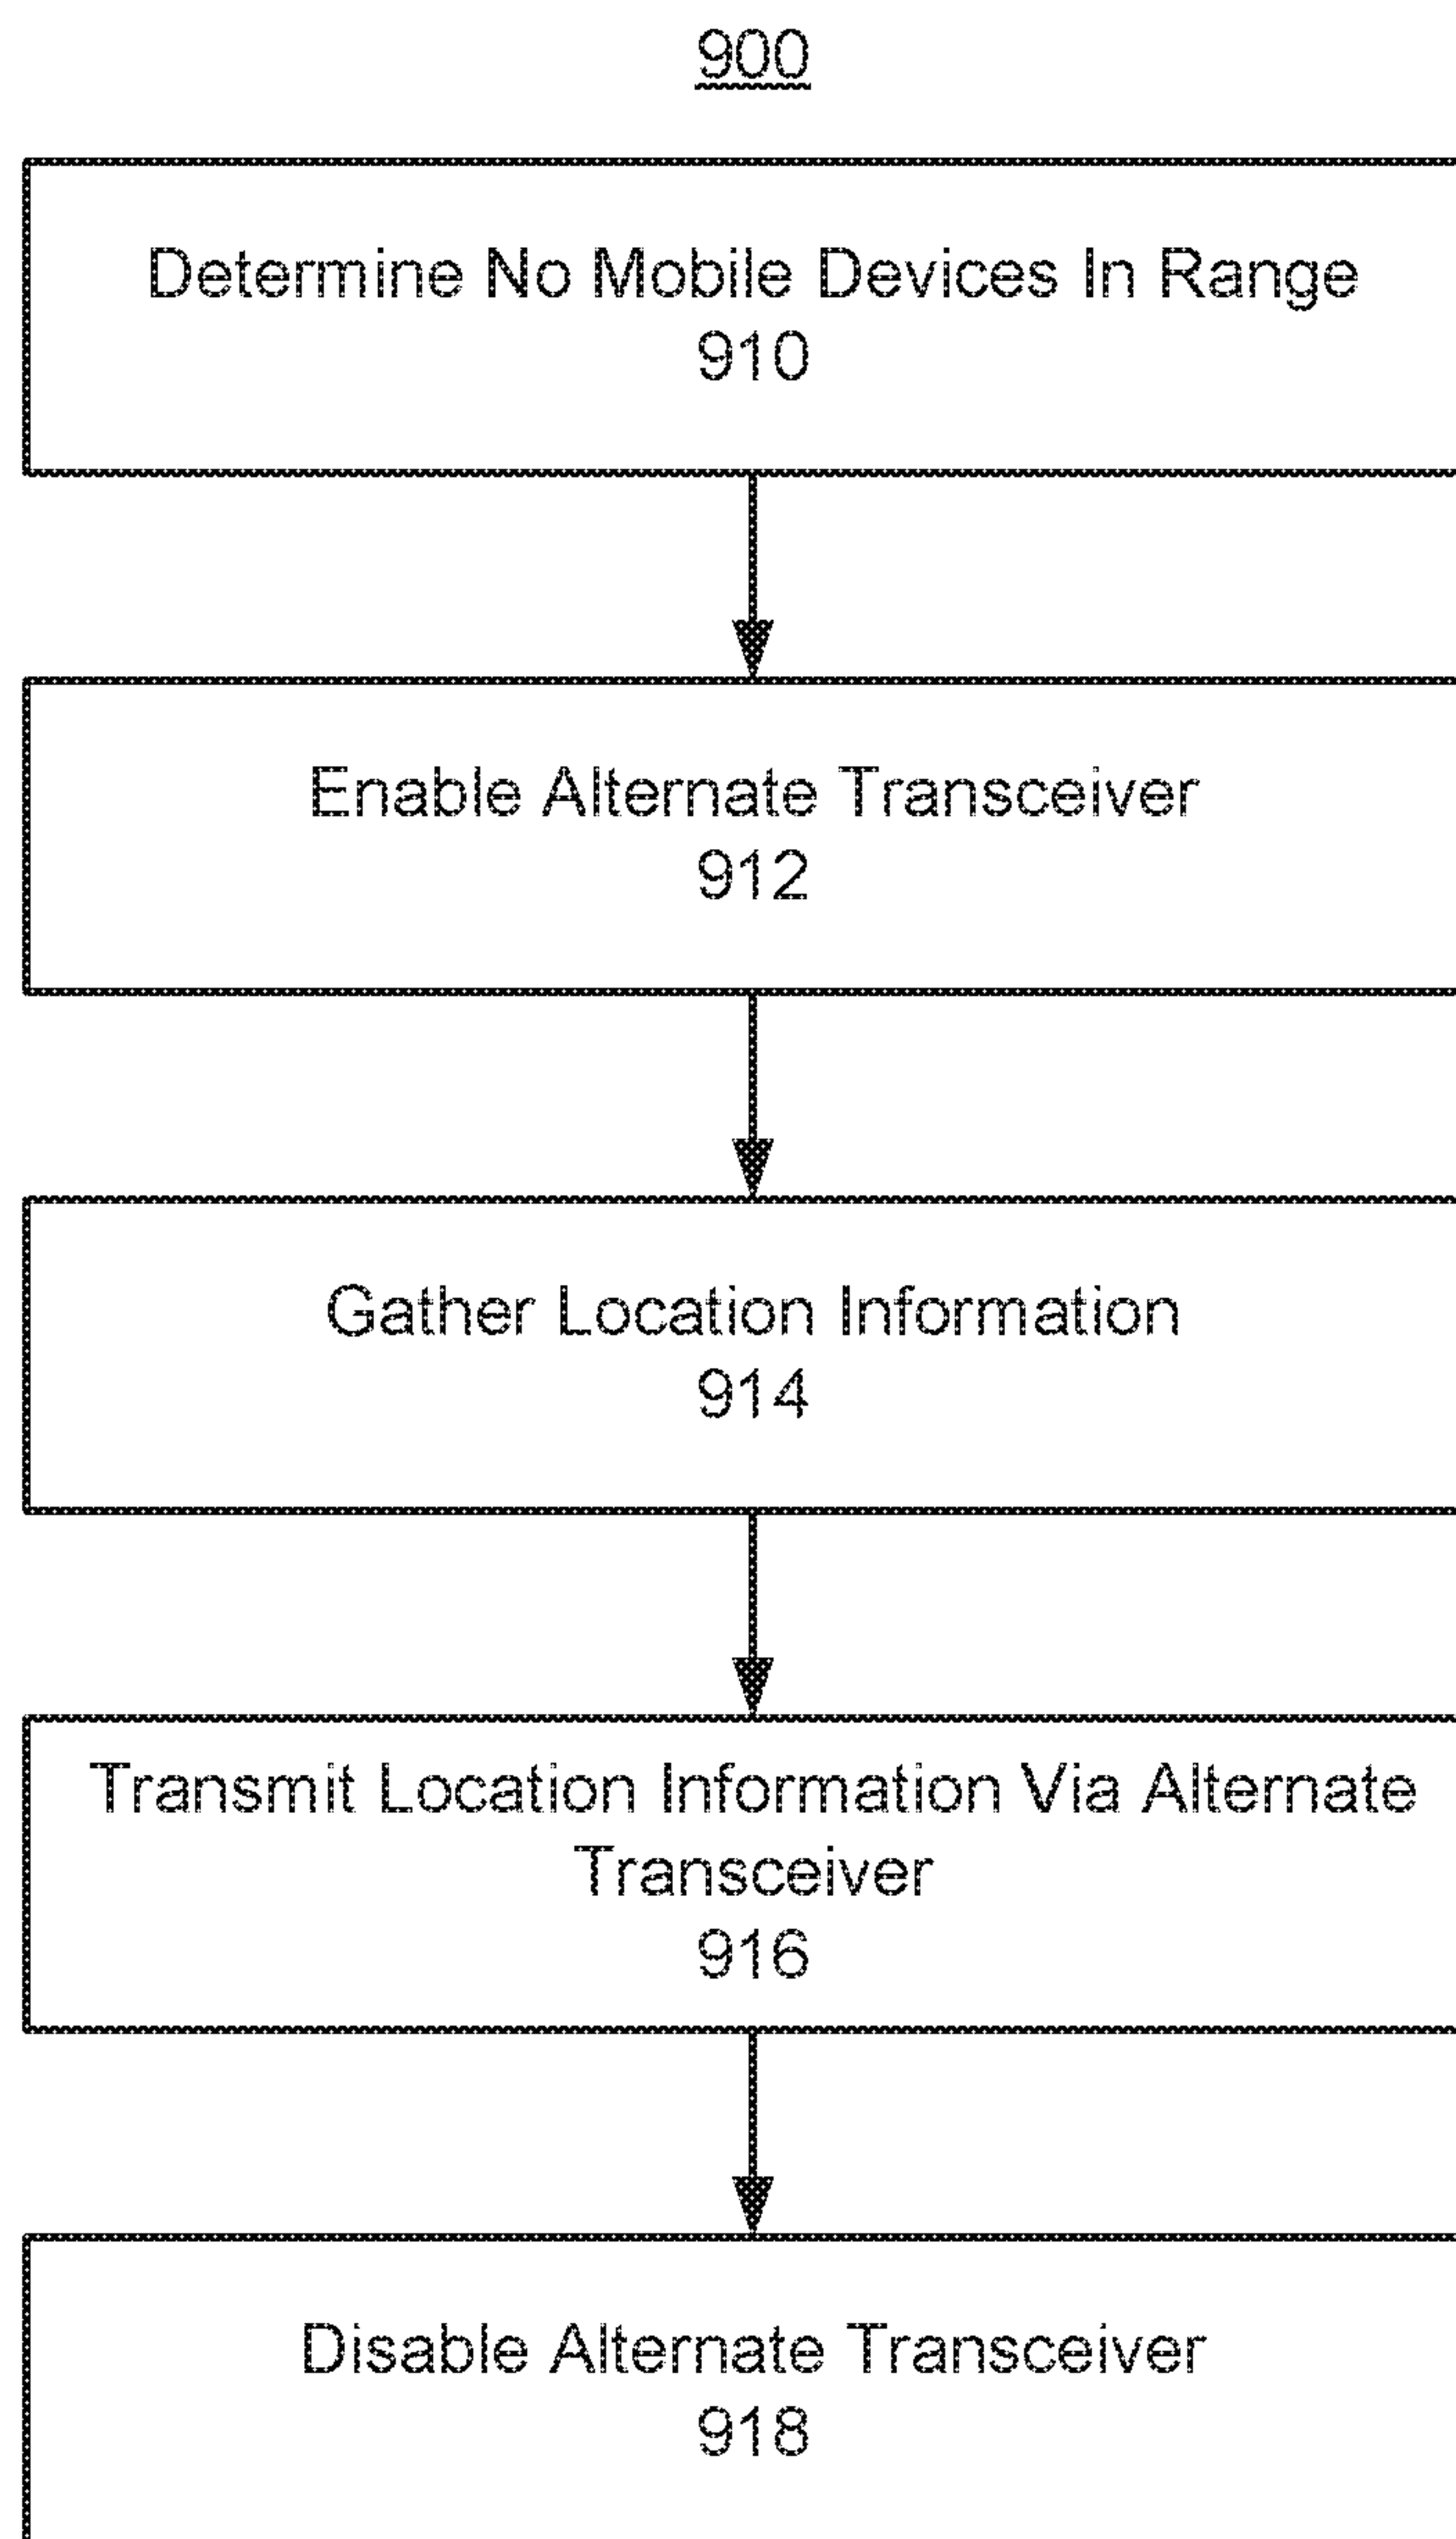 900
Determine No Mobile Devices In Range
910
Enable Alternate Transceiver
912
Gather Location Information
914
Transmit Location Information Via Alternate
Transceiver
916
Disable Alternate Transceiver
918